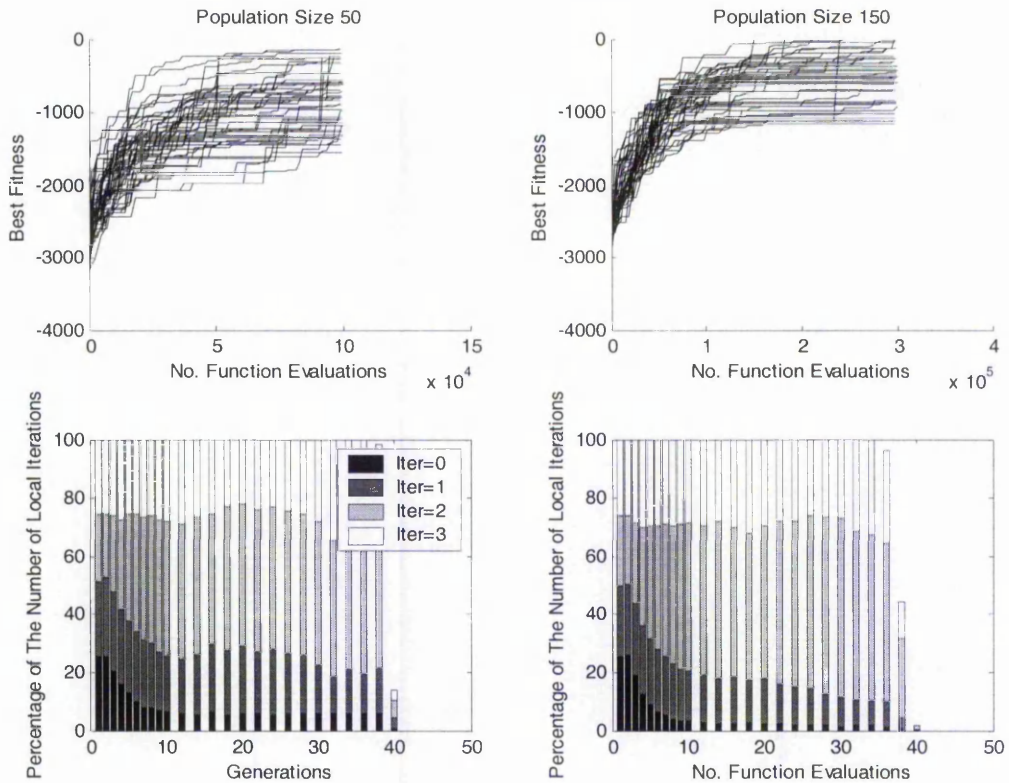 Population Size 50
0
-1000
-2000
-3000
-4000
Best Fitness
0
5
10
15
No. Function Evaluations
x 10^4
Population Size 150
0
-1000
-2000
-3000
-4000
Best Fitness
0
1
2
3
4
No. Function Evaluations
x 10^5
100
80
60
40
20
0
Percentage of The Number of Local Iterations
Iter=0
Iter=1
Iter=2
Iter=3
0
10
20
30
40
50
Generations
100
80
60
40
20
0
Percentage of The Number of Local Iterations
0
10
20
30
40
50
No. Function Evaluations